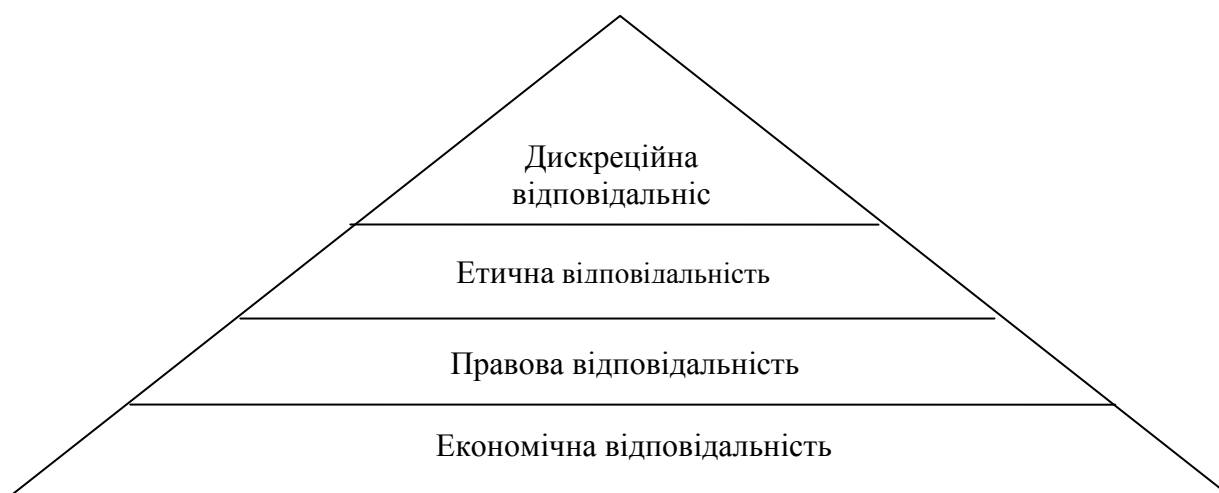 Дискреційна
відповідальніс
Етична відповідальність
Правова відповідальність
Економічна відповідальність